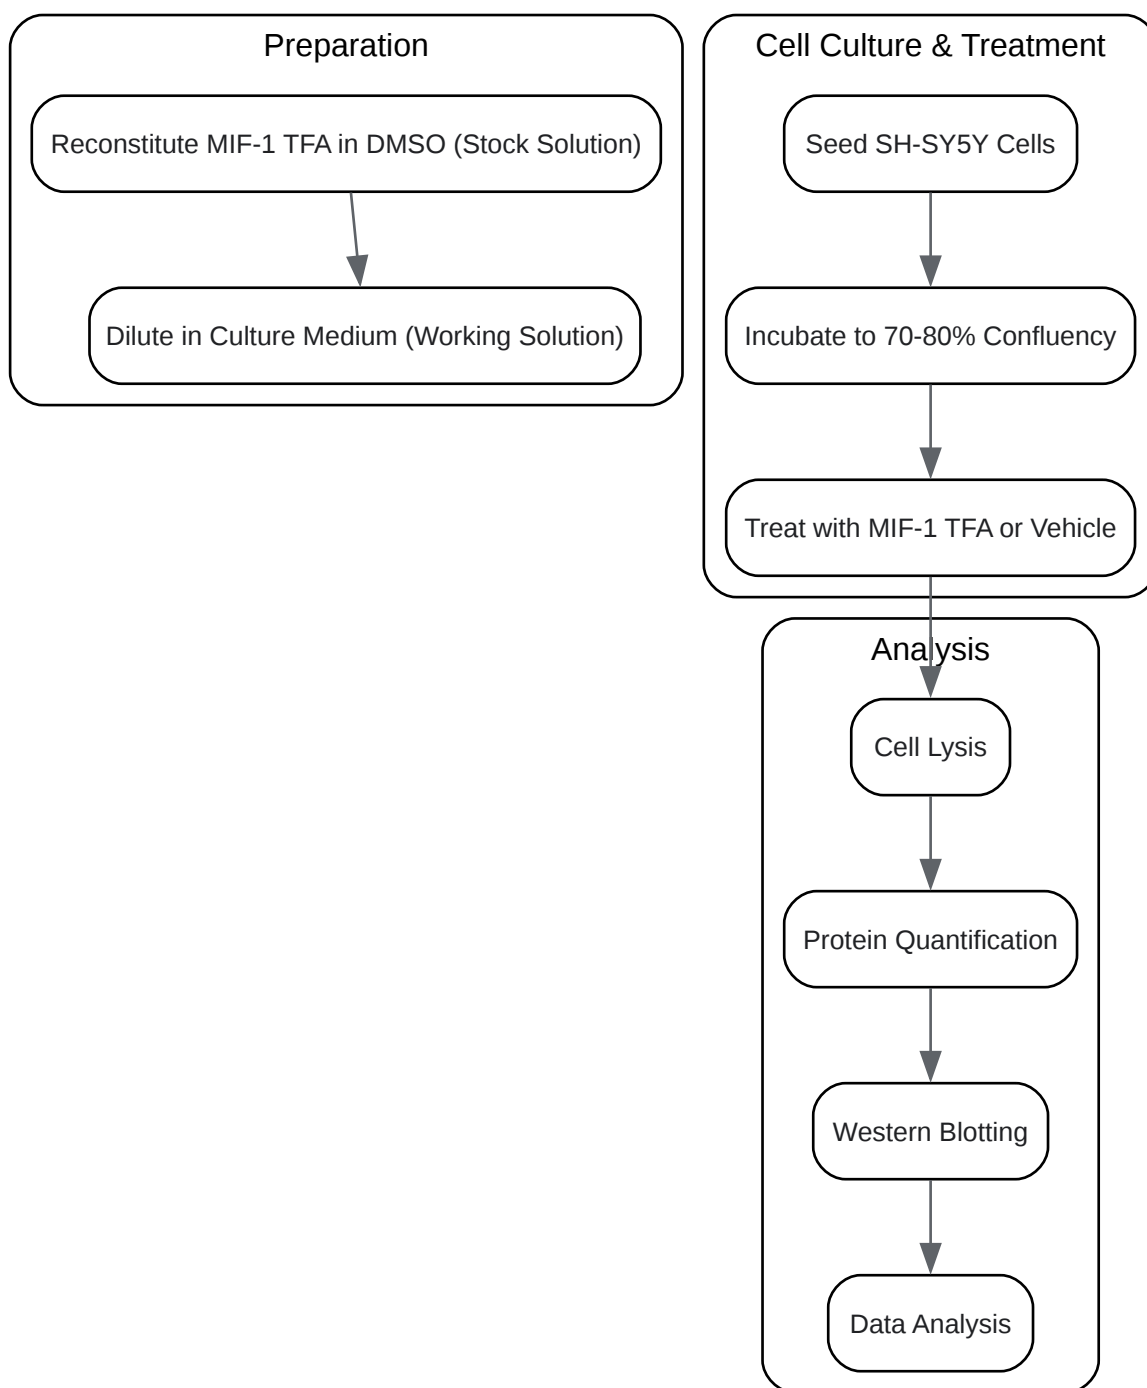 Preparation
Reconstitute MIF-1 TFA in DMSO (Stock Solution)
Dilute in Culture Medium (Working Solution)
Cell Culture & Treatment
Seed SH-SY5Y Cells
Incubate to 70-80% Confluency
Treat with MIF-1 TFA or Vehicle
Analysis
Cell Lysis
Protein Quantification
Western Blotting
Data Analysis